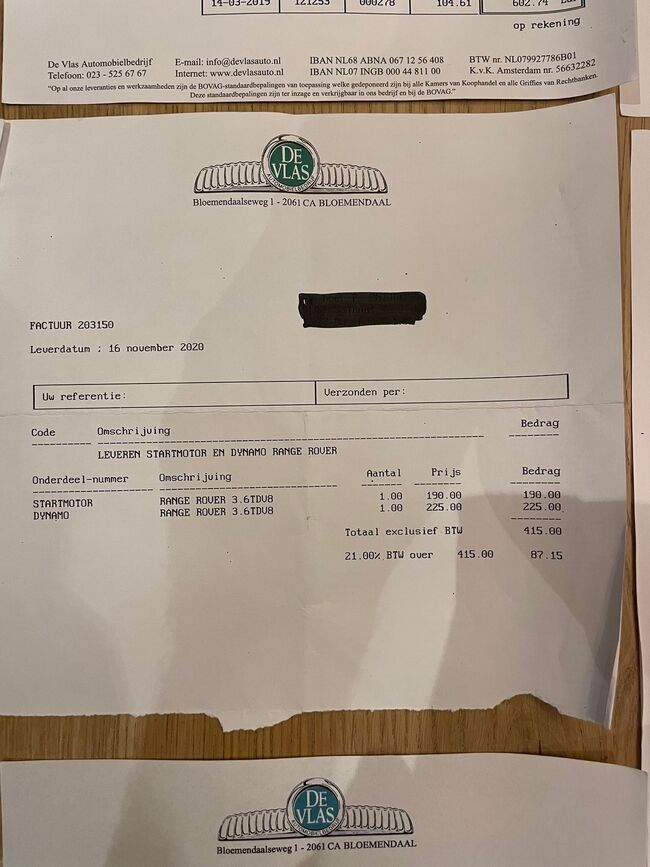 14-03-2019 121253 000278 104.61 602.74
op rekening
De Vlas Automobielbedrijf E-mail: info@devlasauto.nl IBAN NL68 ABNA 067 12 56 408 BTW nr. NL079927786B01
Telefoon: 023 - 525 67 67 Internet: www.devlasauto.nl IBAN NL07 INGB 000 44 811 00 K.v.K. Amsterdam nr. 56632282
"Op al onze leveranties en werkzaamheden zijn de BOVAG-standaardbepalingen van toepassing welke gedeponeerd zijn bij alle Kamers van Koophandel en alle Griffies van Rechtbanken.
Deze standaardbepalingen zijn ter inzage en verkrijgbaar in ons bedrijf en bij de BOVAG."
DE
VLAS
AUTOMOBIELBEDRIJF
Bloemendaalseweg 1 - 2061 CA BLOEMENDAAL
FACTUUR 203150
Leverdatum : 16 november 2020
Uw referentie: Verzonden per:
Code Omschrijving Bedrag
LEVEREN STARTMOTOR EN DYNAMO RANGE ROVER
Onderdeel-nummer Omschrijving Aantal Prijs Bedrag
STARTMOTOR RANGE ROVER 3.6TDV8 1.00 190.00 190.00
DYNAMO RANGE ROVER 3.6TDV8 1.00 225.00 225.00
Totaal exclusief BTW 415.00
21.00% BTW over 415.00 87.15
DE
VLAS
AUTOMOBIELBEDRIJF
Bloemendaalseweg 1 - 2061 CA BLOEMENDAAL